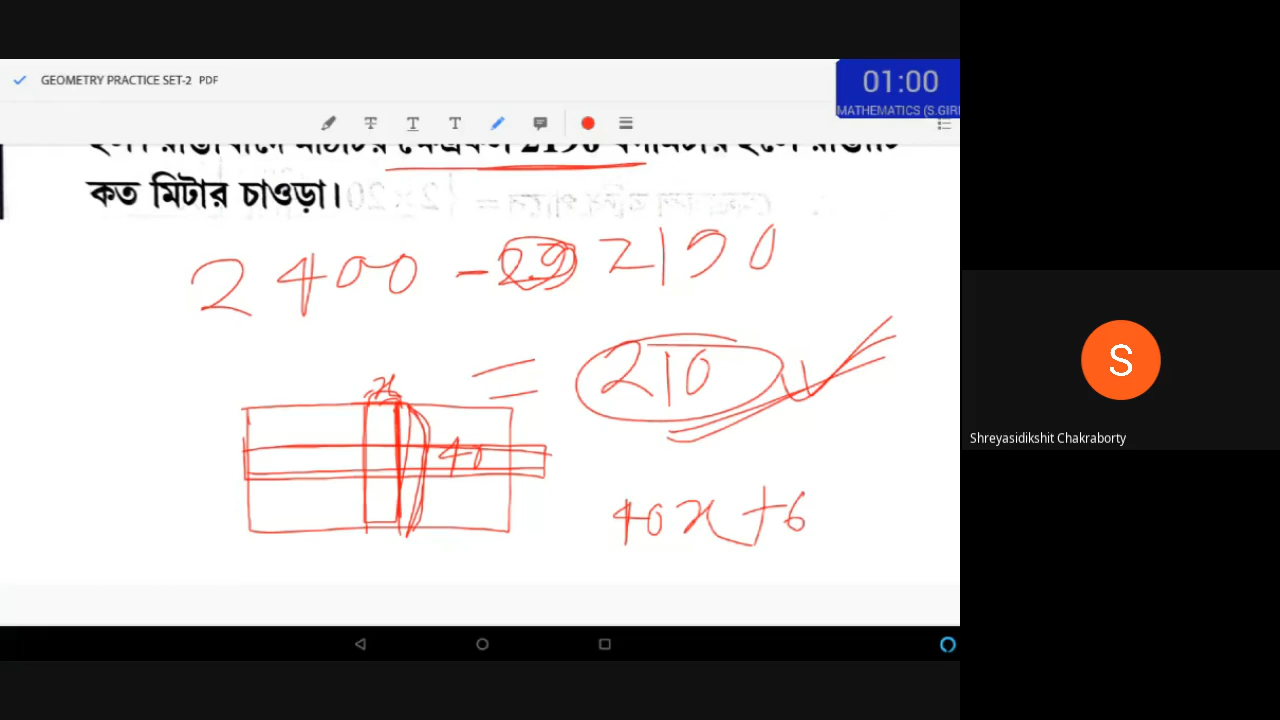 GEOMETRY PRACTICE SET-2 PDF
01:00
MATHEMATICS (S.GIRI
2190
কত মিটার চাওড়া।
2400 - 2190
= 210
x
40
40x + 6
S
Shreyasidikshit Chakraborty